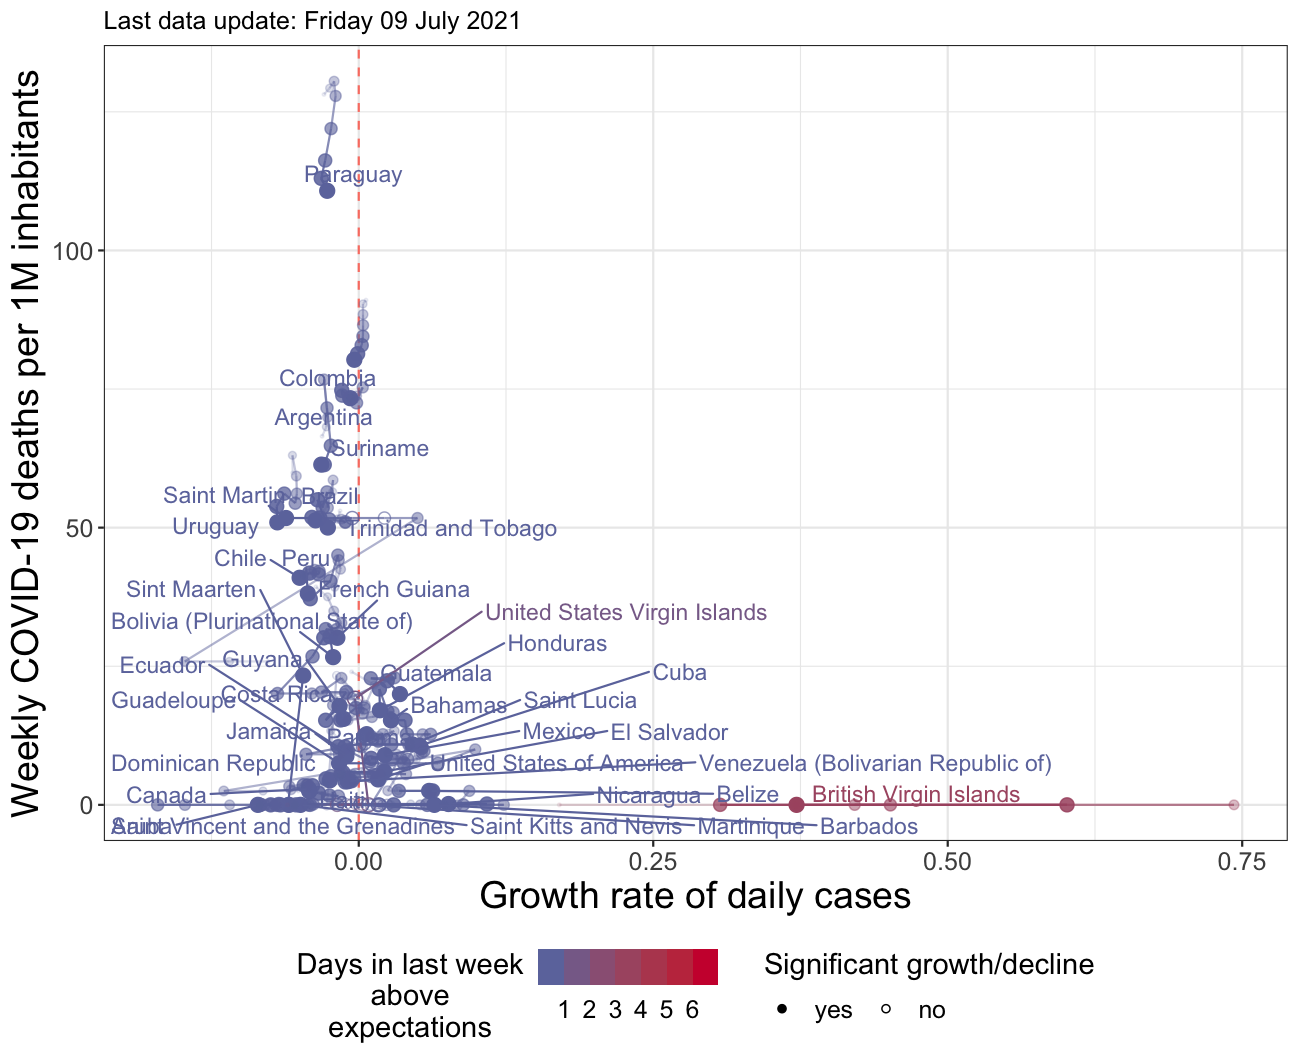 Last data update: Friday 09 July 2021
Weekly COVID-19 deaths per 1M inhabitants
100
50
0
Paraguay
Colombia
Argentina
Suriname
Saint Martin
Brazil
Uruguay
Trinidad and Tobago
Chile
Peru
Sint Maarten
French Guiana
Bolivia (Plurinational State of)
United States Virgin Islands
Honduras
Ecuador
Guyana
Guatemala
Cuba
Guadeloupe
Costa Rica
Bahamas
Saint Lucia
Jamaica
Panama
Mexico
El Salvador
Dominican Republic
United States of America
Venezuela (Bolivarian Republic of)
Canada
Haiti
Nicaragua
Belize
British Virgin Islands
Aruba
Saint Vincent and the Grenadines
Saint Kitts and Nevis
Martinique
Barbados
0.00
0.25
0.50
0.75
Growth rate of daily cases
Days in last week
above
expectations
1 2 3 4 5 6
Significant growth/decline
yes
no